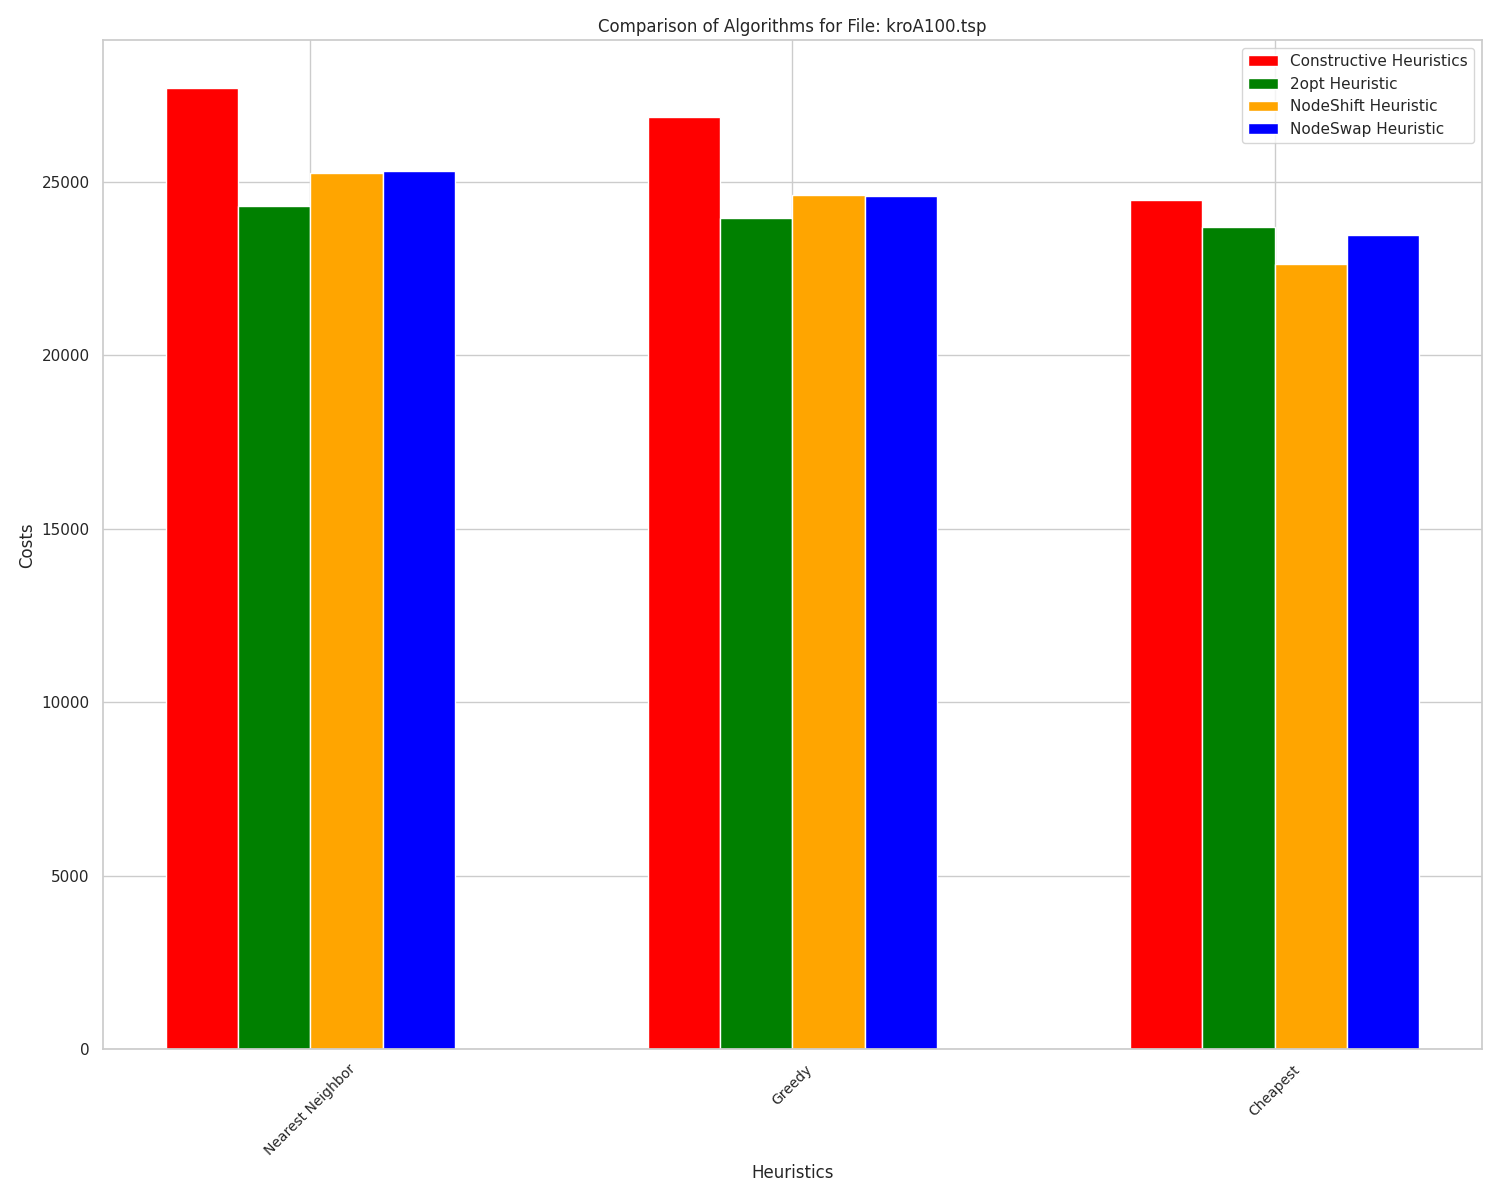 Comparison of Algorithms for File: kroA100.tsp
Constructive Heuristics
2opt Heuristic
NodeShift Heuristic
NodeSwap Heuristic
Costs
25000
20000
15000
10000
5000
0
Nearest Neighbor
Greedy
Cheapest
Heuristics